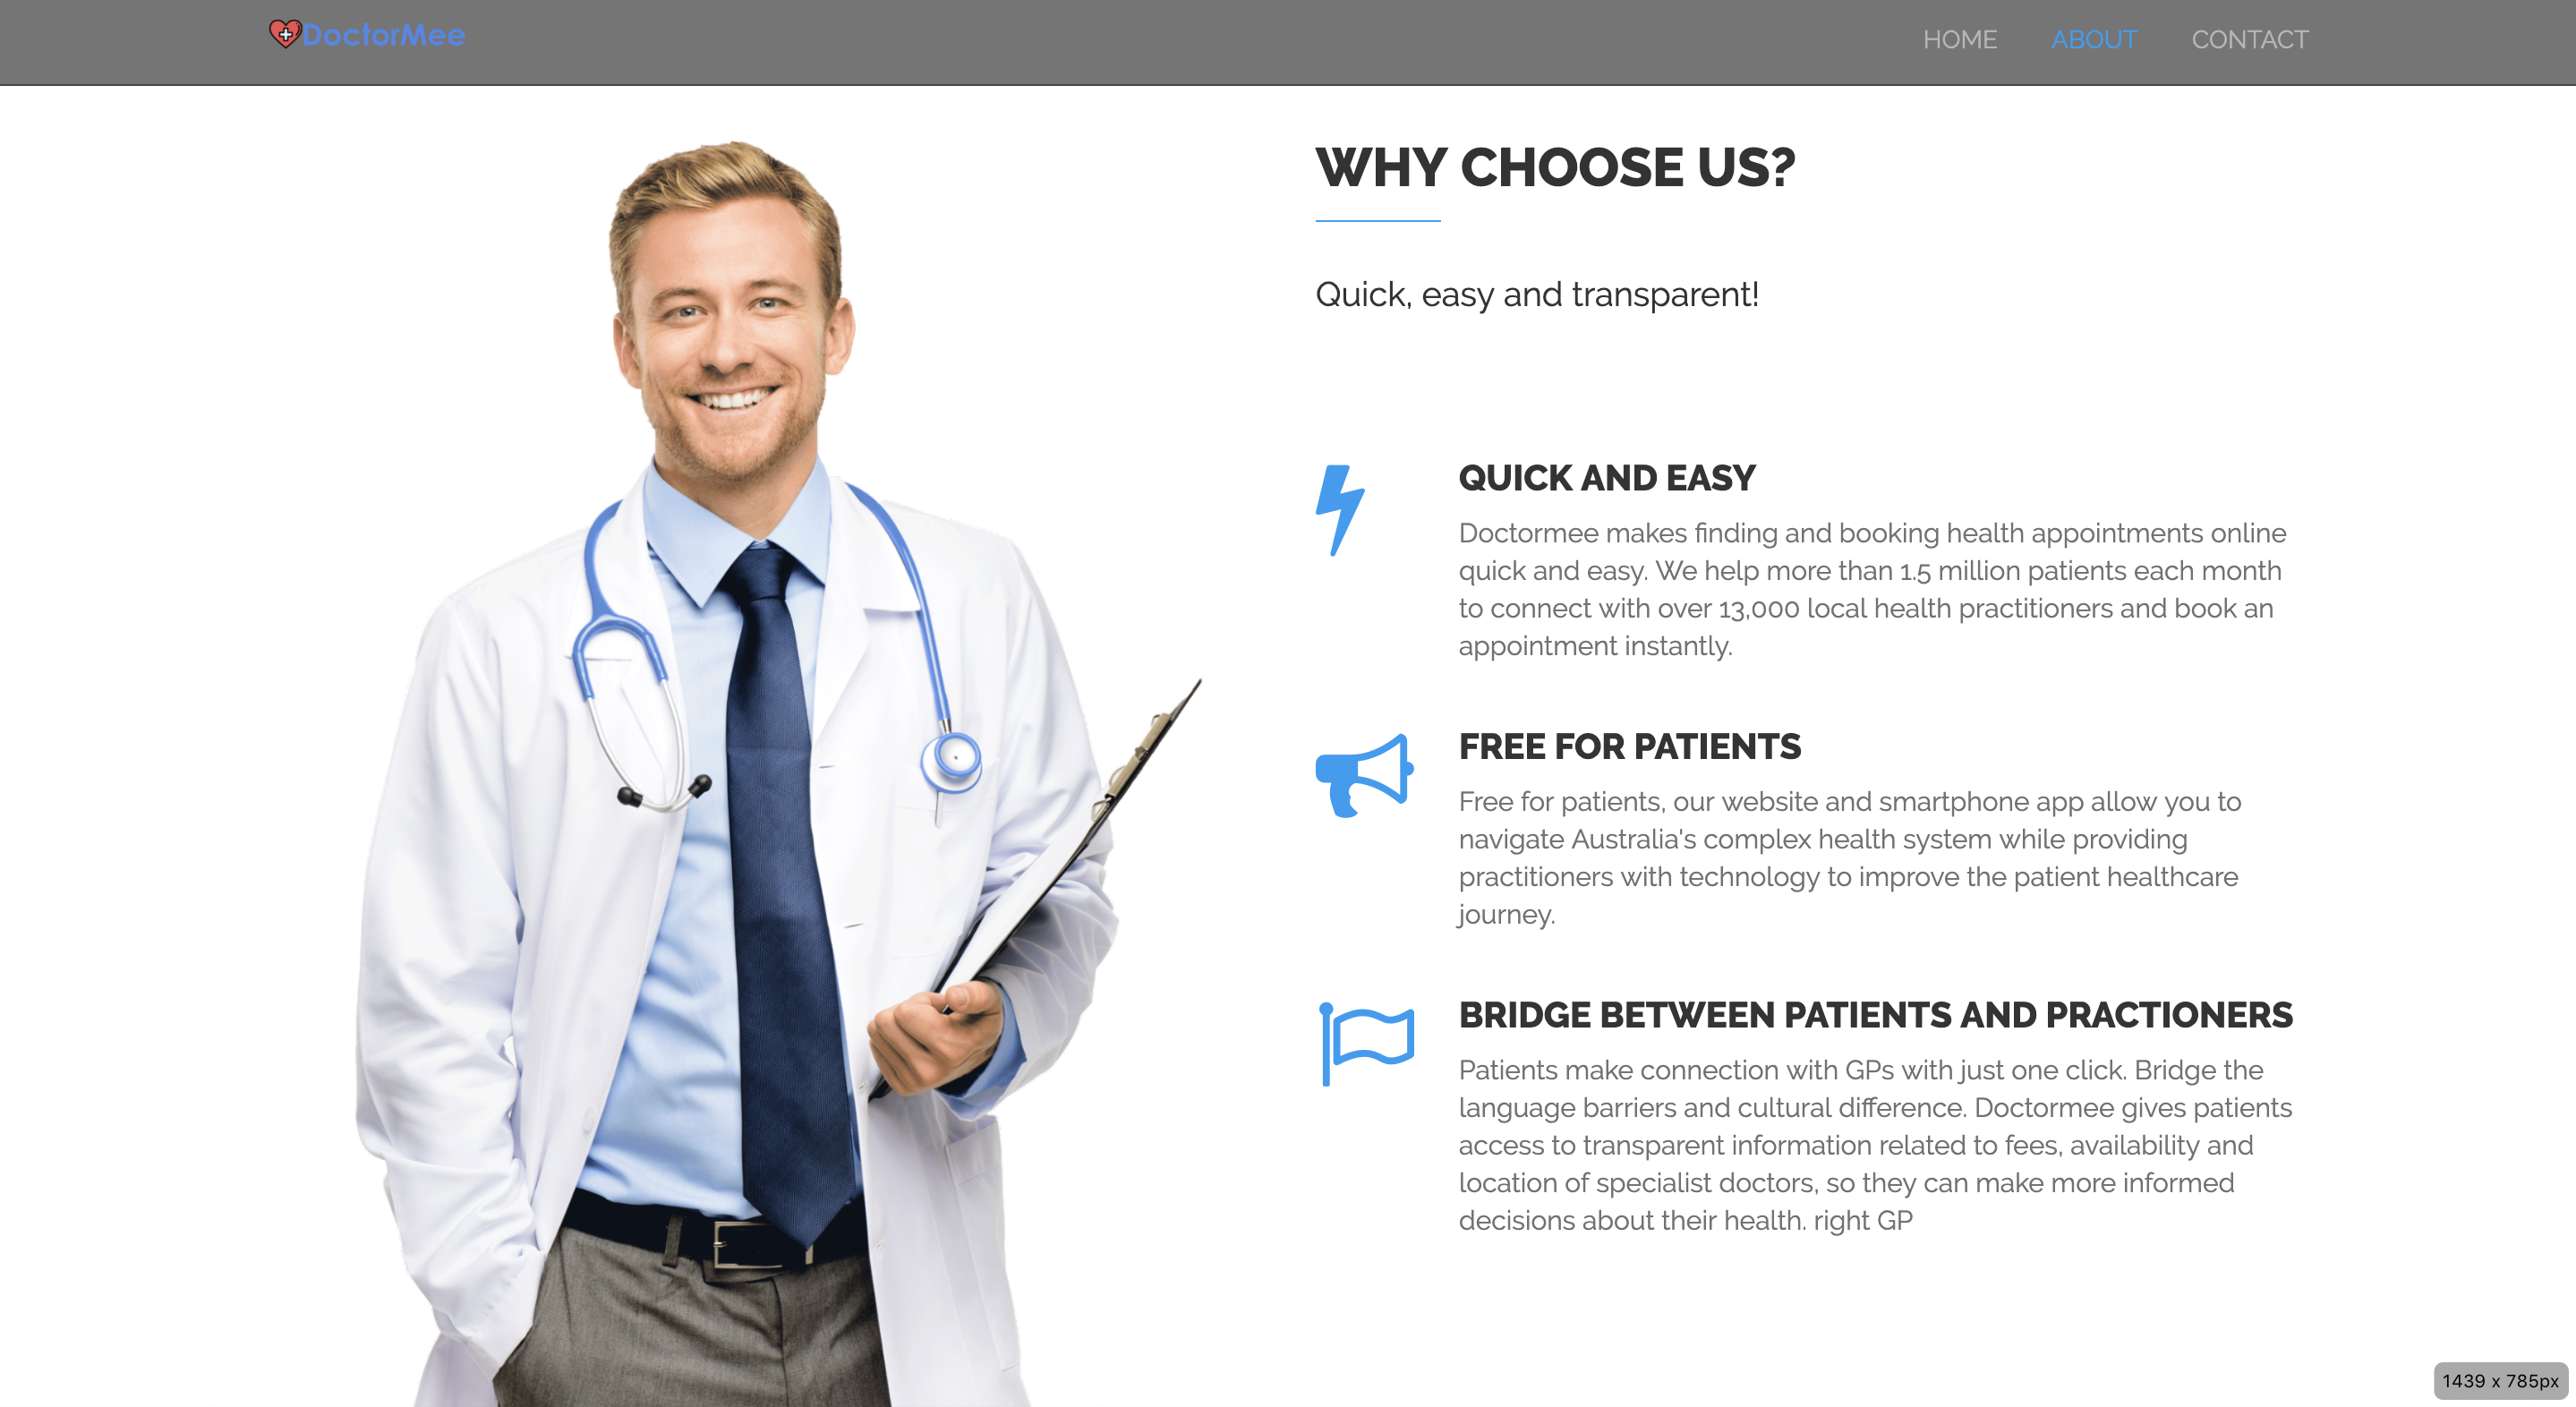 DoctorMee
HOME ABOUT CONTACT
WHY CHOOSE US?
Quick, easy and transparent!
QUICK AND EASY
Doctormee makes finding and booking health appointments online
quick and easy. We help more than 1.5 million patients each month
to connect with over 13,000 local health practitioners and book an
appointment instantly.
FREE FOR PATIENTS
Free for patients, our website and smartphone app allow you to
navigate Australia's complex health system while providing
practitioners with technology to improve the patient healthcare
journey.
BRIDGE BETWEEN PATIENTS AND PRACTIONERS
Patients make connection with GPs with just one click. Bridge the
language barriers and cultural difference. Doctormee gives patients
access to transparent information related to fees, availability and
location of specialist doctors, so they can make more informed
decisions about their health. right GP
1439 x 785px